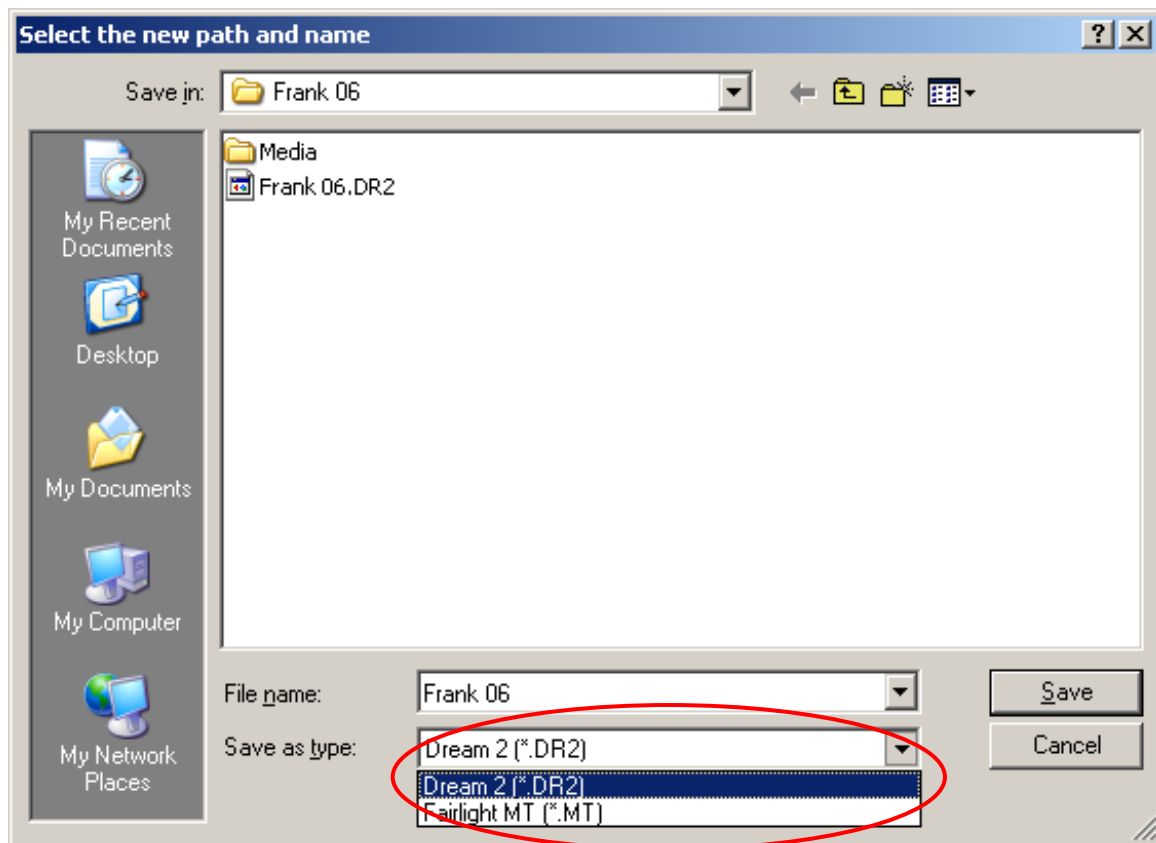 Select the new path and name
Save in: Frank 06
My Recent
Documents
Desktop
My Documents
My Computer
My Network
Places
Media
Frank 06.DR2
File name: Frank 06
Save
Save as type: Dream 2 (*.DR2)
Cancel
Dream 2 (*.DR2)
Fairlight MT (*.MT)